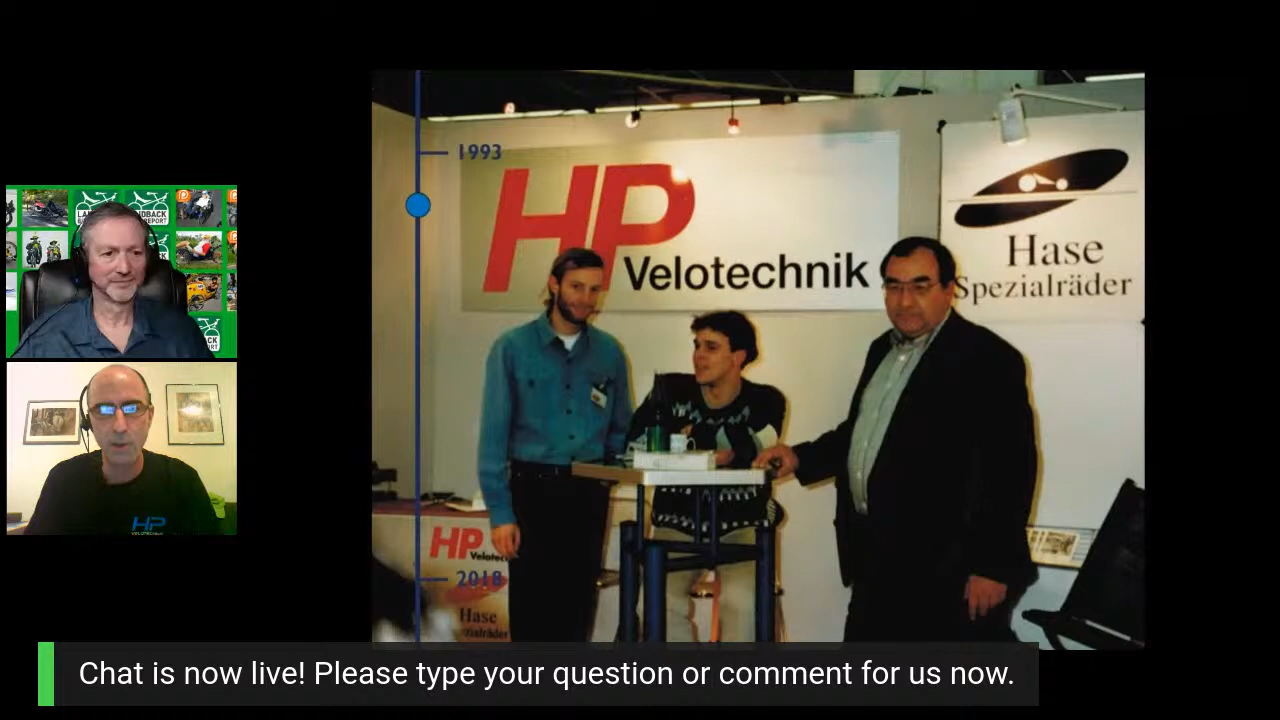 1993
HP
Velotechnik
Hase
Spezialräder
HP
2018
Hase
HP
Chat is now live! Please type your question or comment for us now.